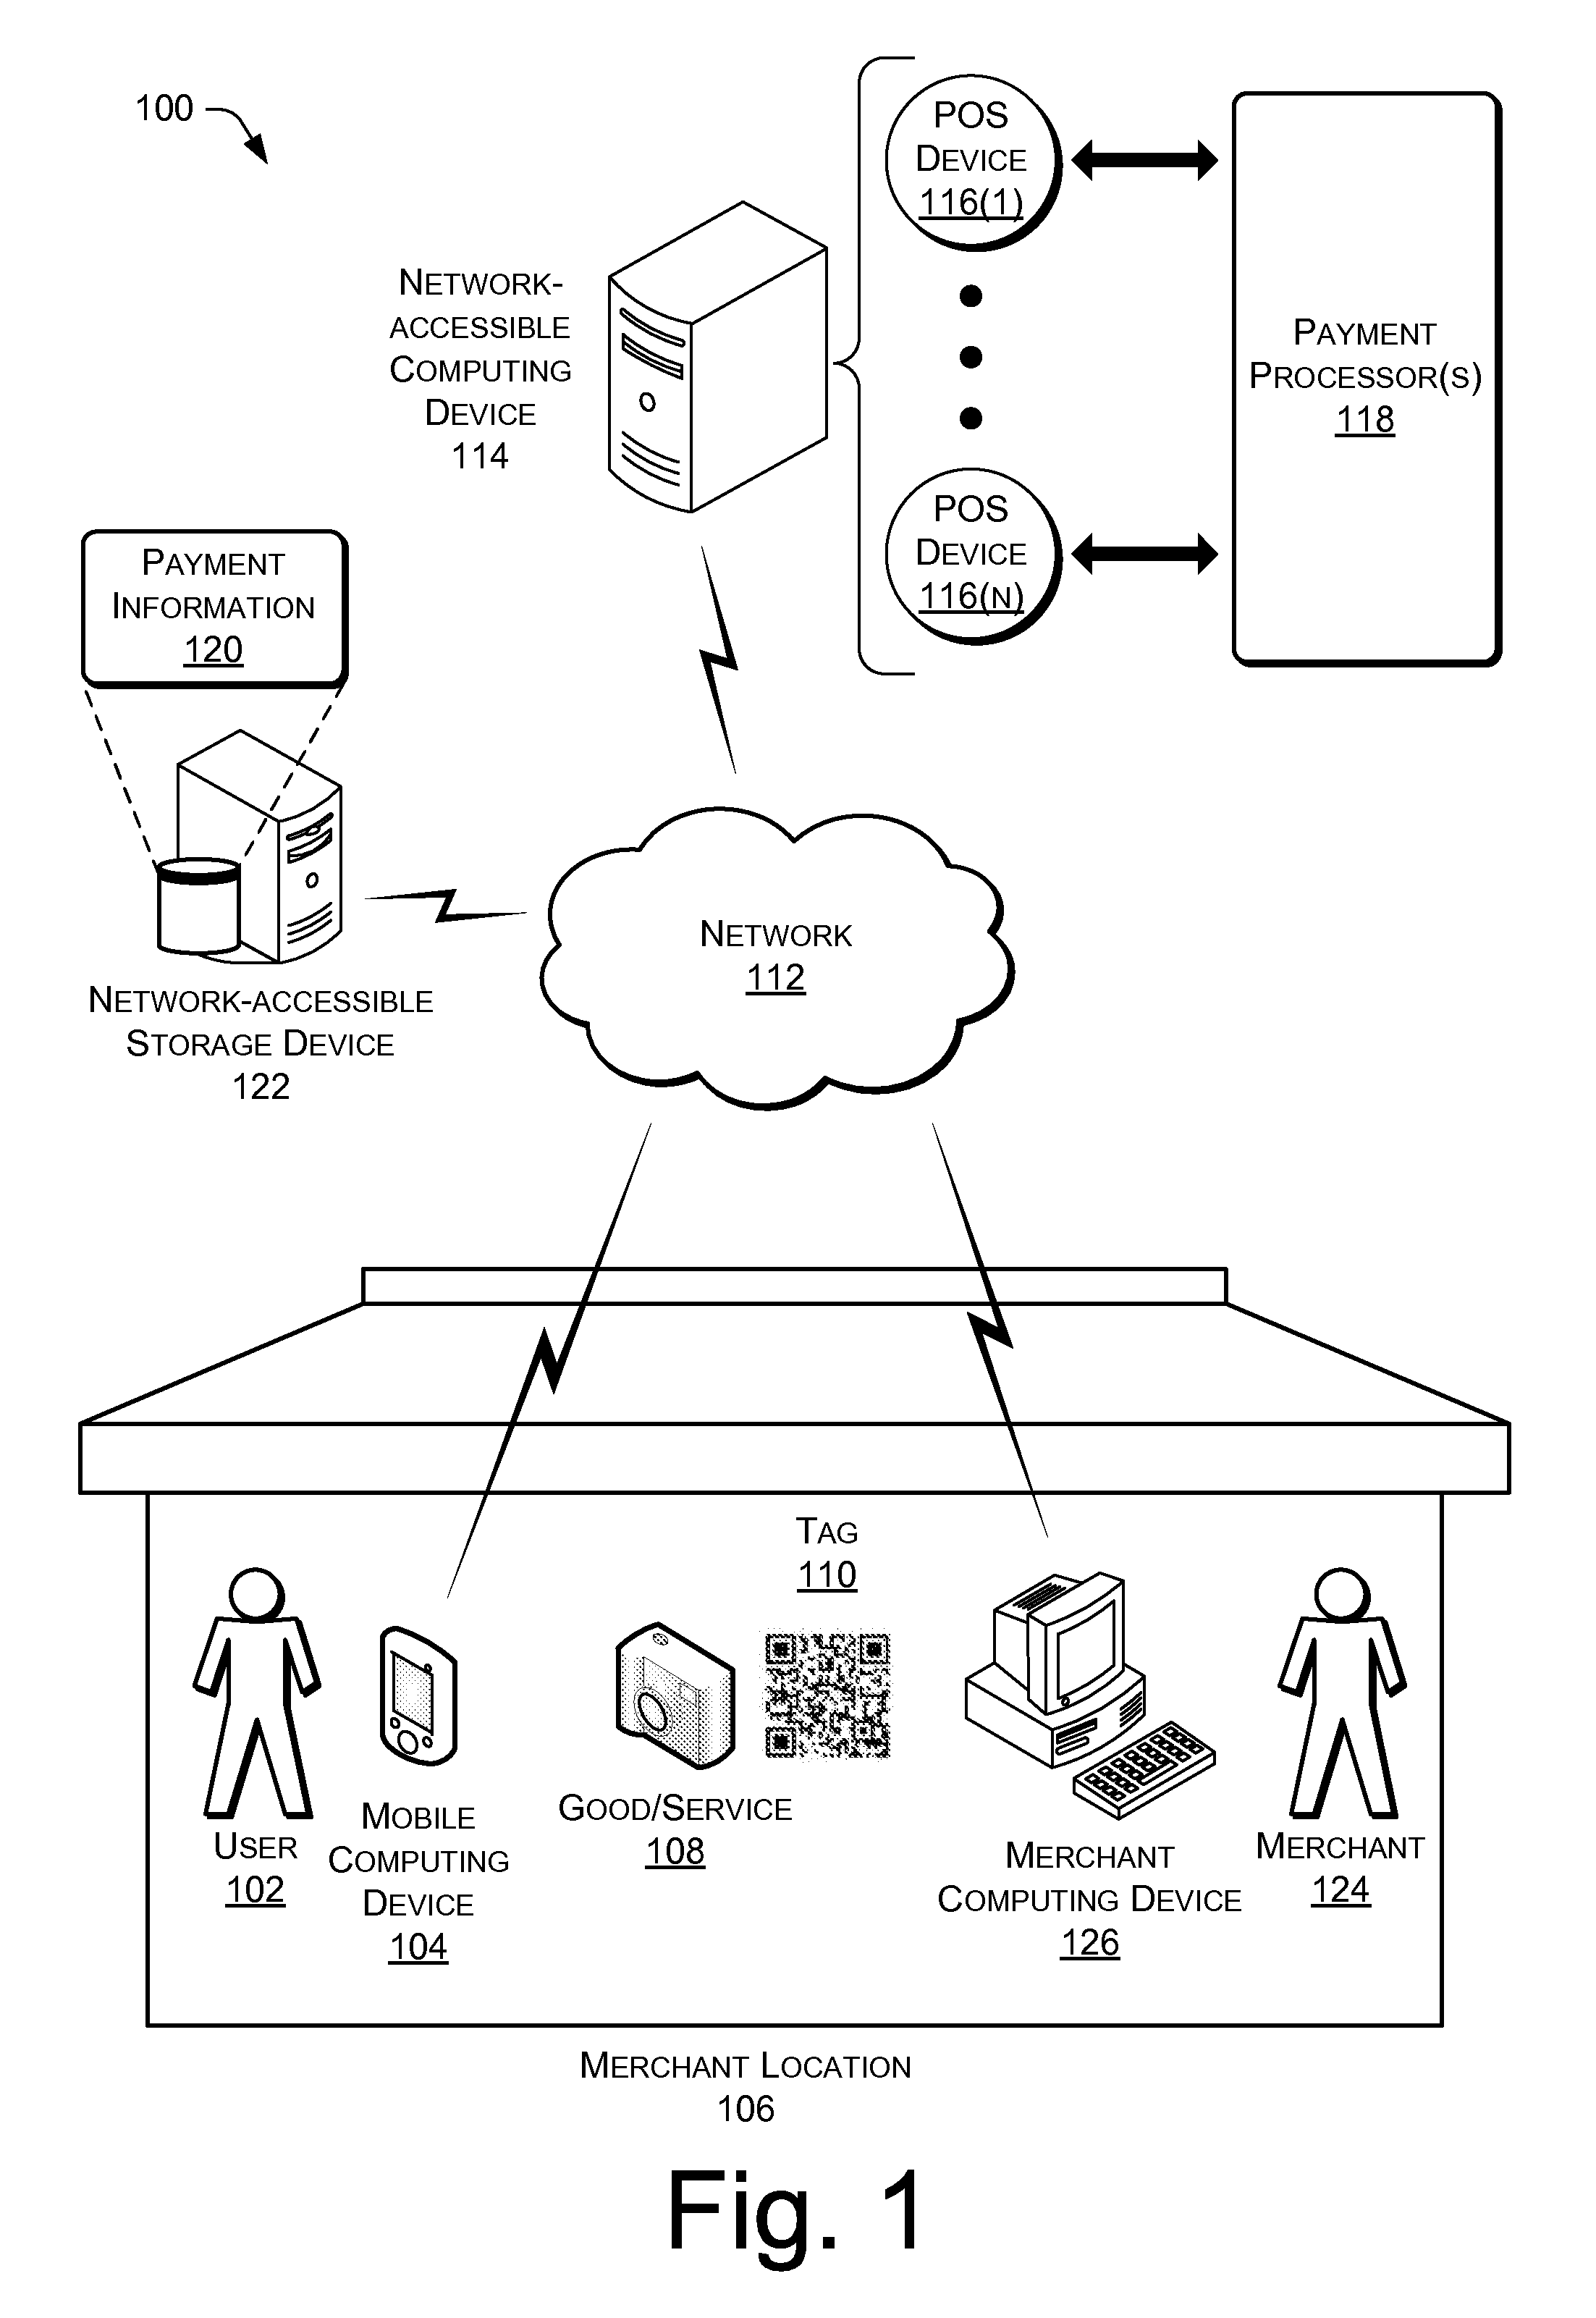 100
POS
Device
116(1)
Network-
accessible
Computing
Device
114
Payment
Processor(s)
118
POS
Device
116(N)
Payment
Information
120
Network
112
Network-accessible
Storage Device
122
Tag
110
User
102
Mobile
Computing
Device
104
Good/Service
108
Merchant
Computing Device
126
Merchant
124
Merchant Location
106
Fig. 1